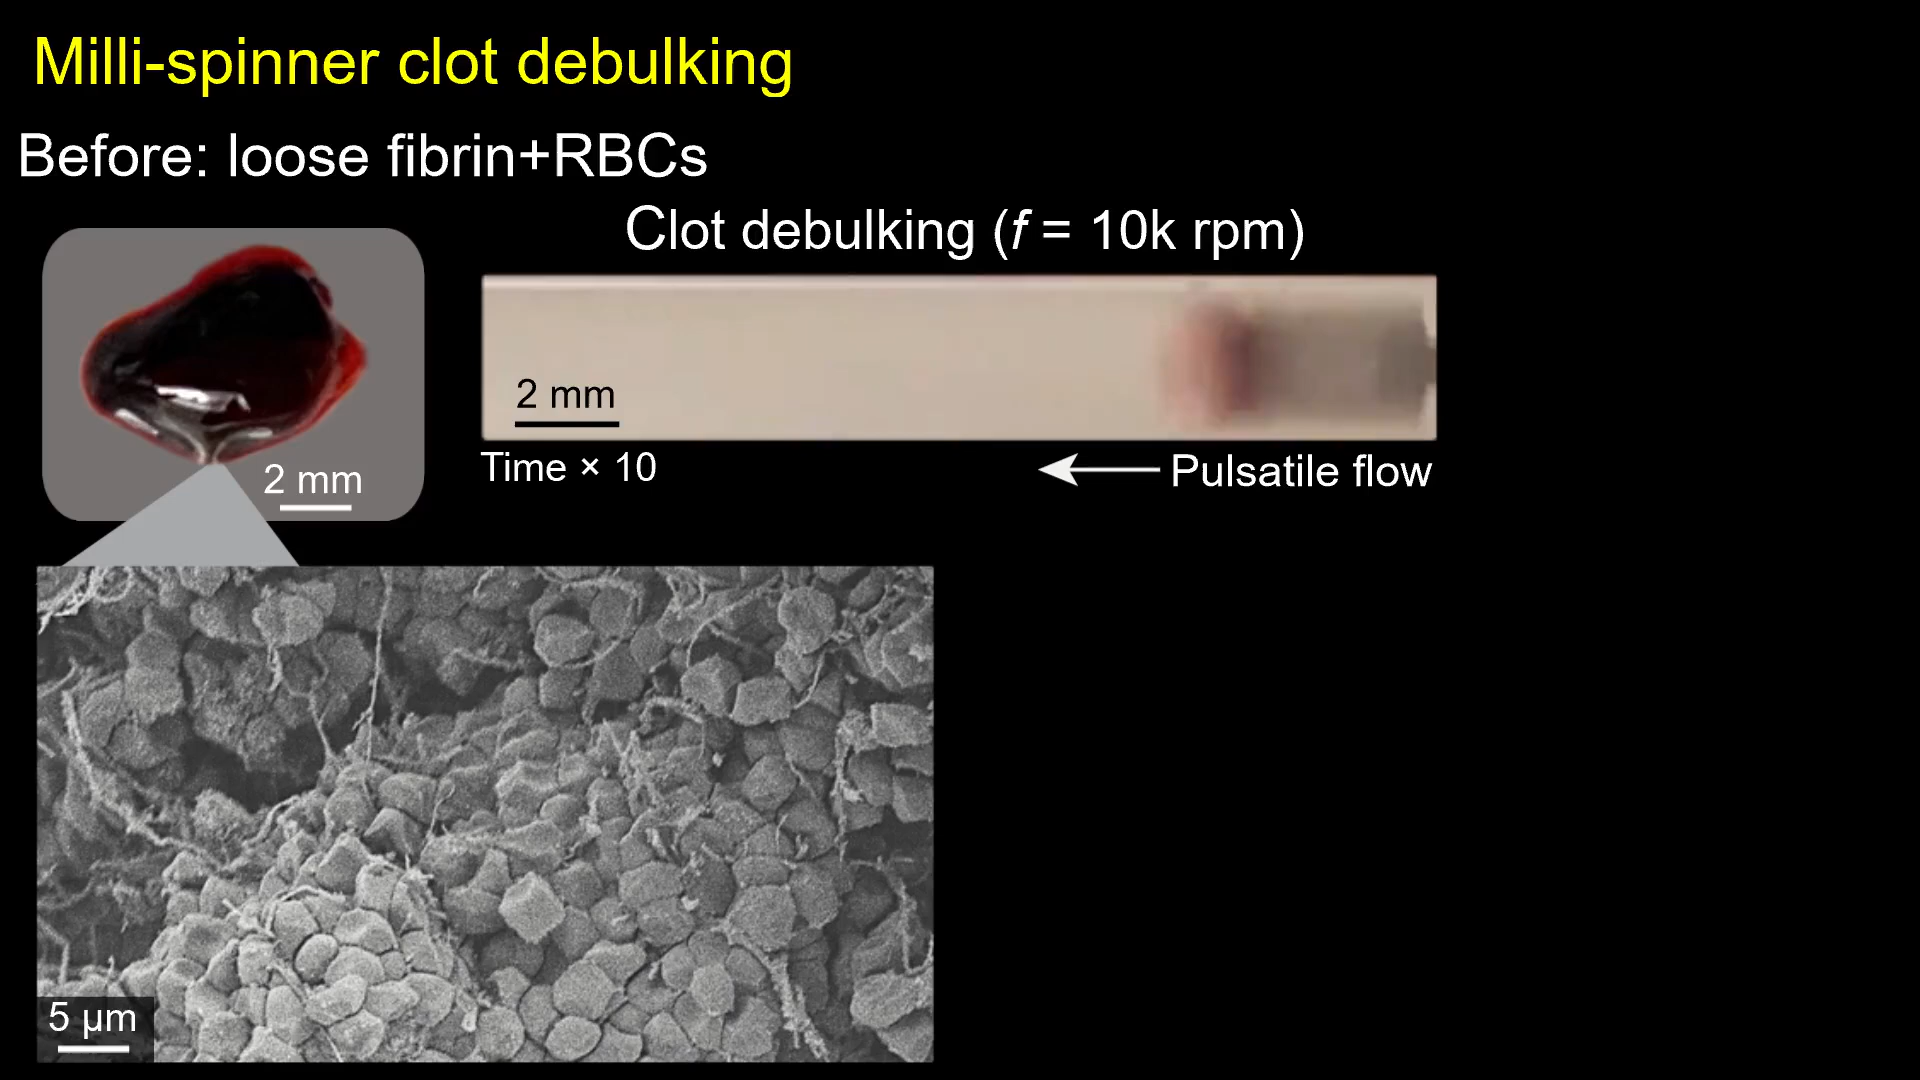 Milli-spinner clot debulking
Before: loose fibrin+RBCs
Clot debulking (f = 10k rpm)
2 mm
2 mm
Time × 10
Pulsatile flow
5 μm